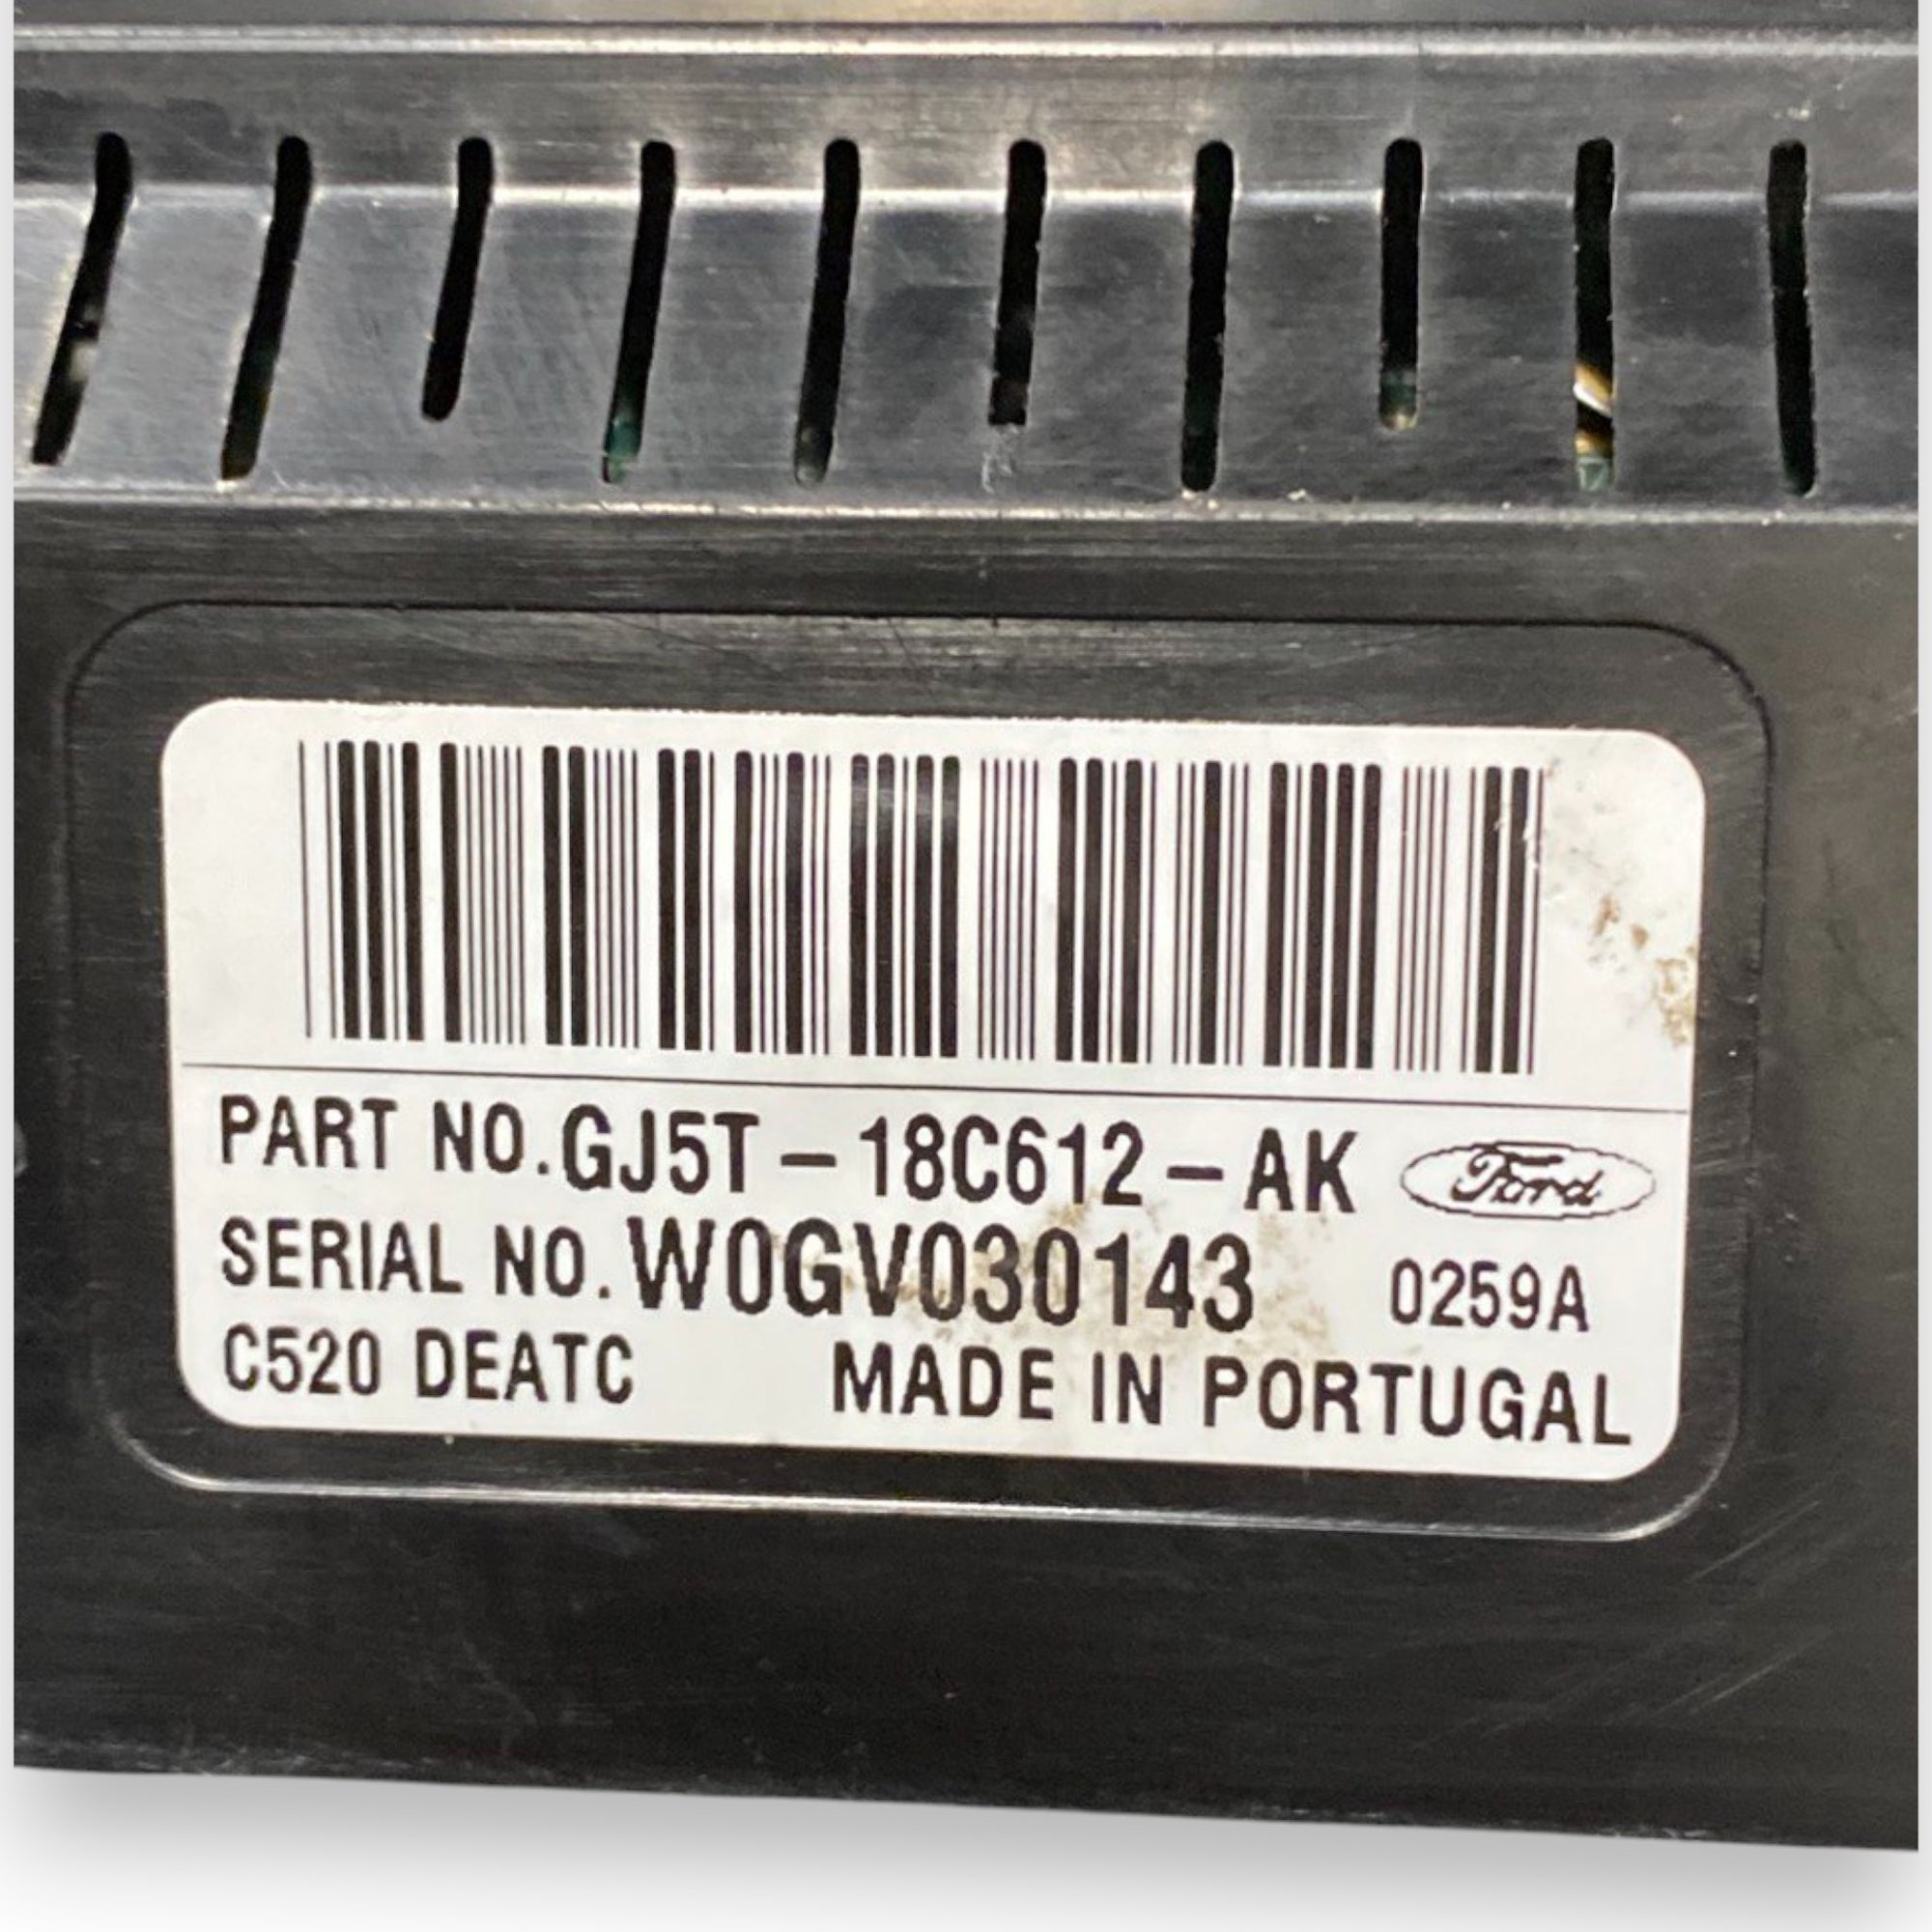 PART NO.GJ5T-18C612-AK Ford
SERIAL NO.W0GV030143 0259A
C520 DEATC MADE IN PORTUGAL